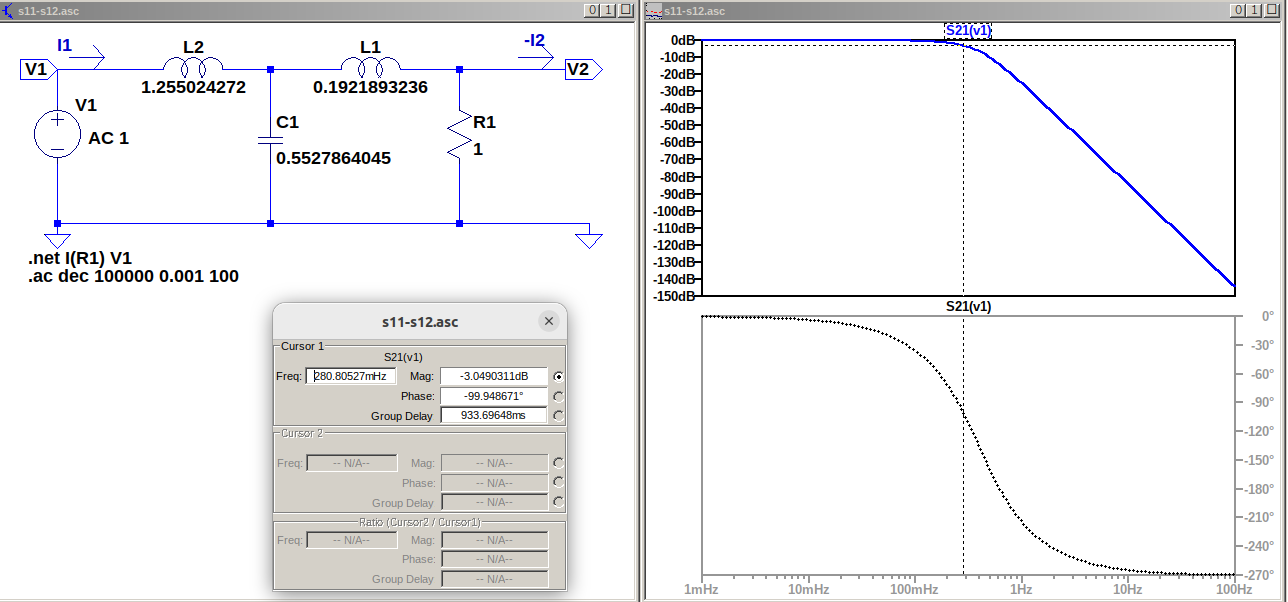 s11-s12.asc
I1
L2
L1
-I2
V1
V2
1.255024272
0.1921893236
V1
AC 1
C1
0.5527864045
R1
1
.net I(R1) V1
.ac dec 100000 0.001 100
s11-s12.asc
Cursor 1
S21(v1)
Freq: 280.80527mHz Mag: -3.0490311dB
Phase: -99.948671°
Group Delay 933.69648ms
Cursor 2
Freq: -- N/A-- Mag: -- N/A--
Phase: -- N/A--
Group Delay -- N/A--
Ratio (Cursor2 / Cursor1)
Freq: -- N/A-- Mag: -- N/A--
Phase: -- N/A--
Group Delay -- N/A--
s11-s12.asc
S21(v1)
0dB
-10dB
-20dB
-30dB
-40dB
-50dB
-60dB
-70dB
-80dB
-90dB
-100dB
-110dB
-120dB
-130dB
-140dB
-150dB
S21(v1)
0°
-30°
-60°
-90°
-120°
-150°
-180°
-210°
-240°
-270°
1mHz 10mHz 100mHz 1Hz 10Hz 100Hz